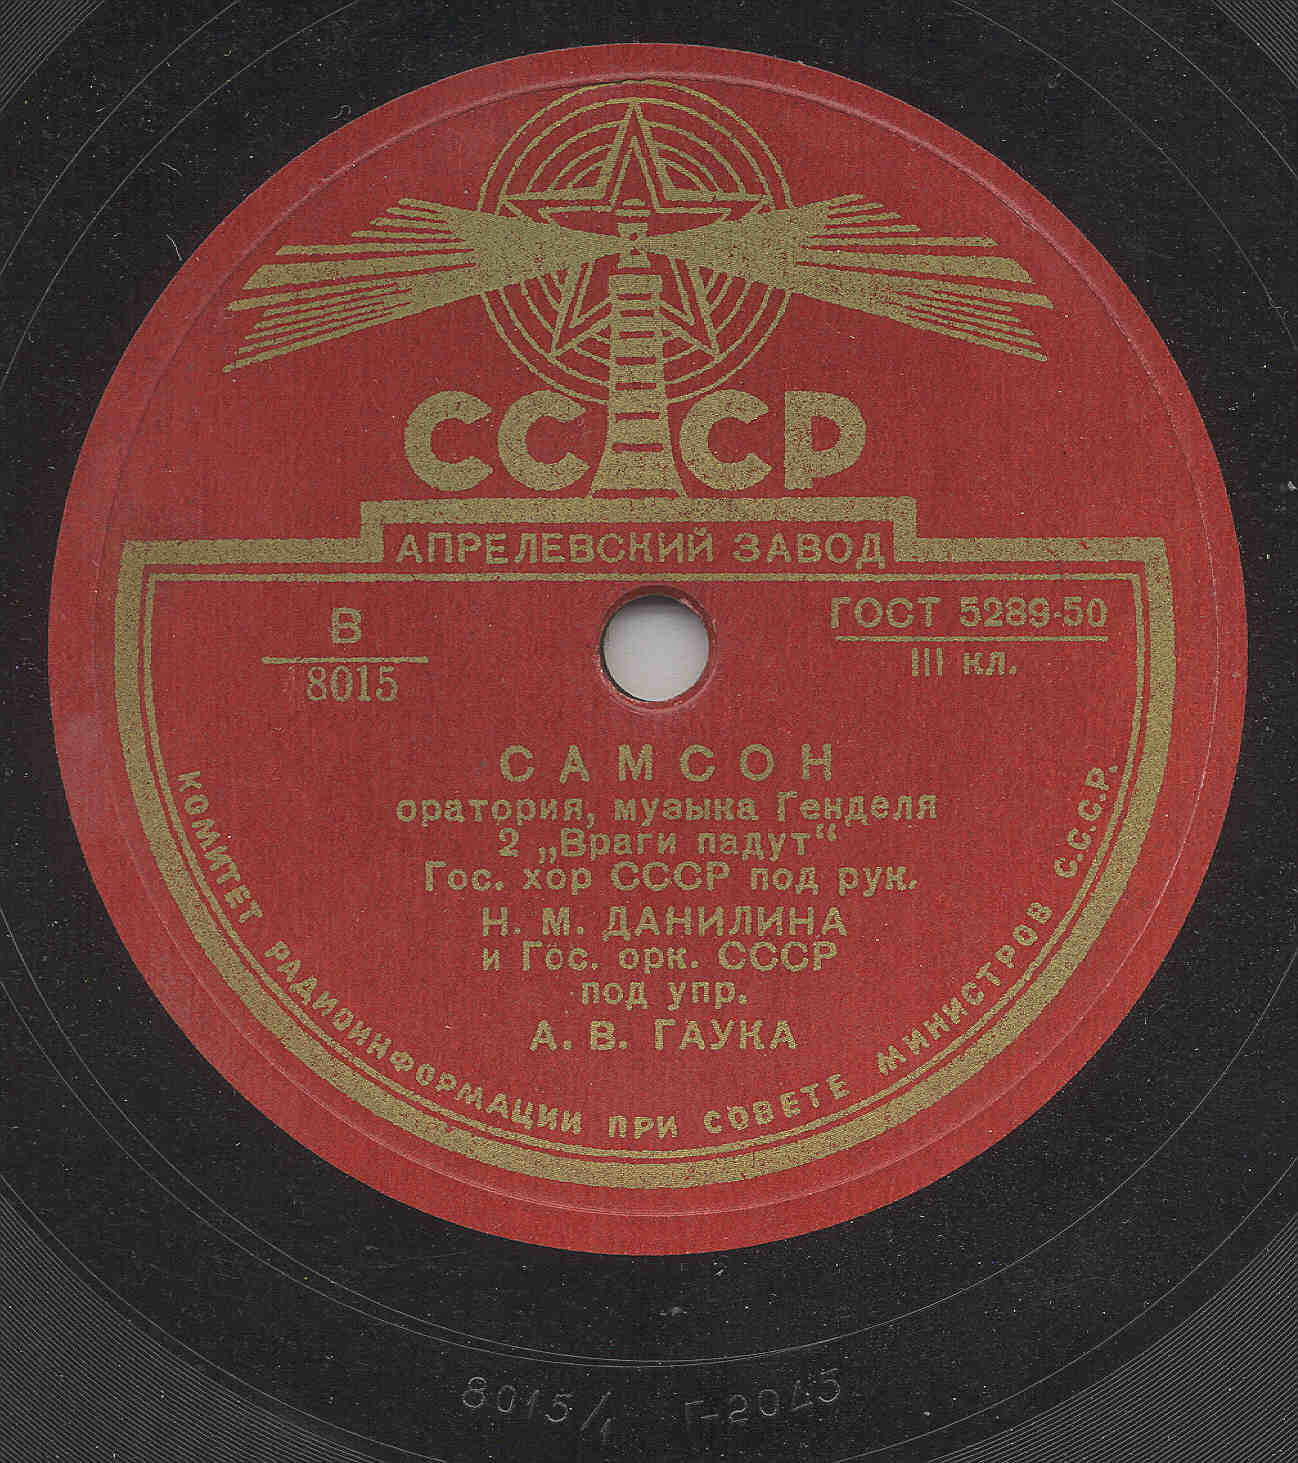 СССР
АПРЕЛЕВСКИЙ ЗАВОД
В
8015
ГОСТ 5289-50
III кл.
САМСОН
оратория, музыка Генделя
2 „Враги падут“
Гос. хор СССР под рук.
Н. М. ДАНИЛИНА
и Гос. орк. СССР
под упр.
А. В. ГАУКА
КОМИТЕТ РАДИОИНФОРМАЦИИ ПРИ СОВЕТЕ МИНИСТРОВ С.С.С.Р.
8015/1 Г-2045